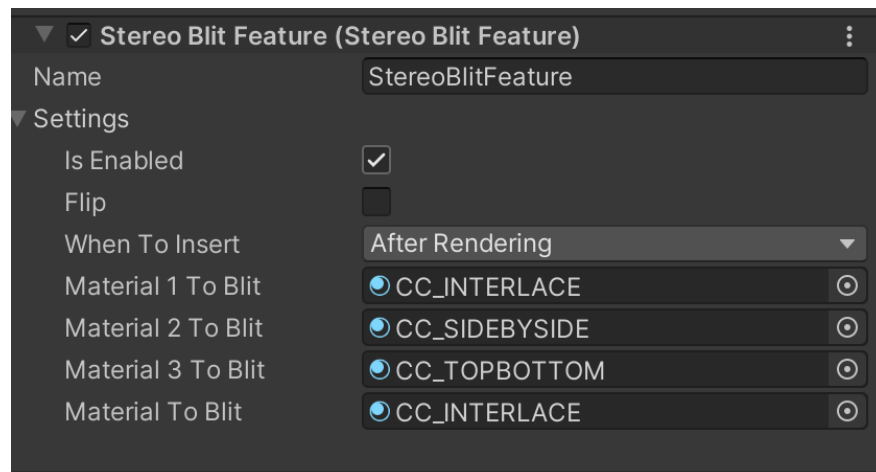 Stereo Blit Feature (Stereo Blit Feature)
Name StereoBlitFeature
Settings
Is Enabled
Flip
When To Insert After Rendering
Material 1 To Blit CC_INTERLACE
Material 2 To Blit CC_SIDEBYSIDE
Material 3 To Blit CC_TOPBOTTOM
Material To Blit CC_INTERLACE